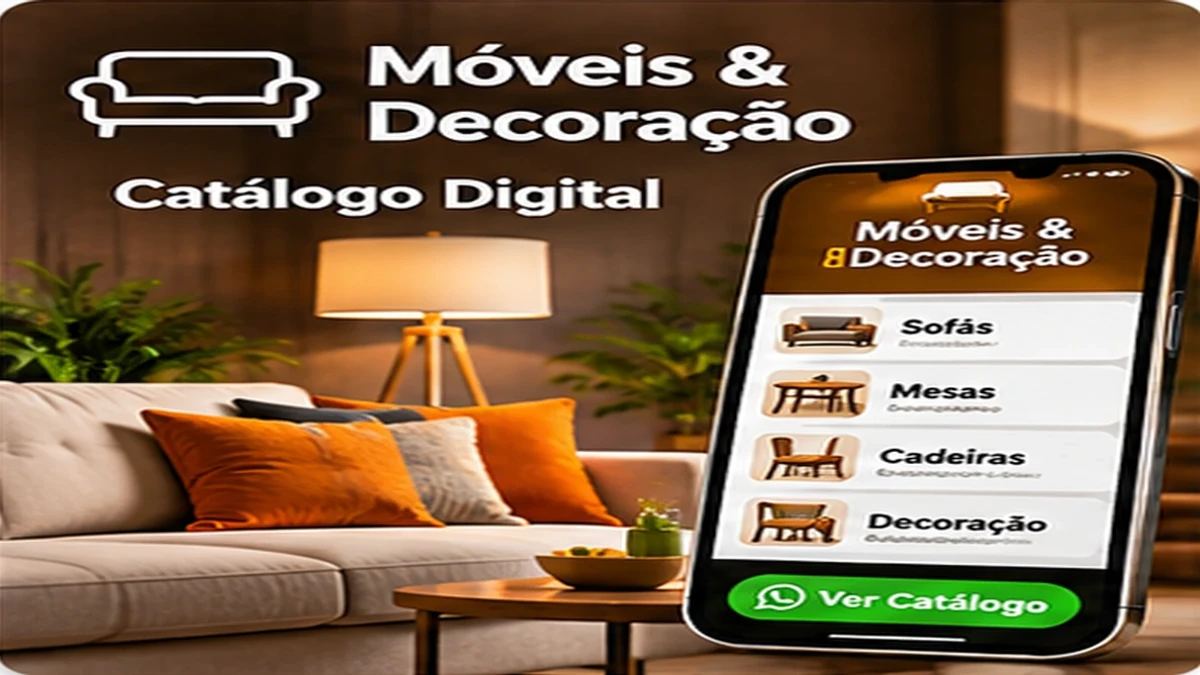 Móveis &
Decoração
Catálogo Digital
Móveis &
Decoração
Sofás
Mesas
Cadeiras
Decoração
Ver Catálogo